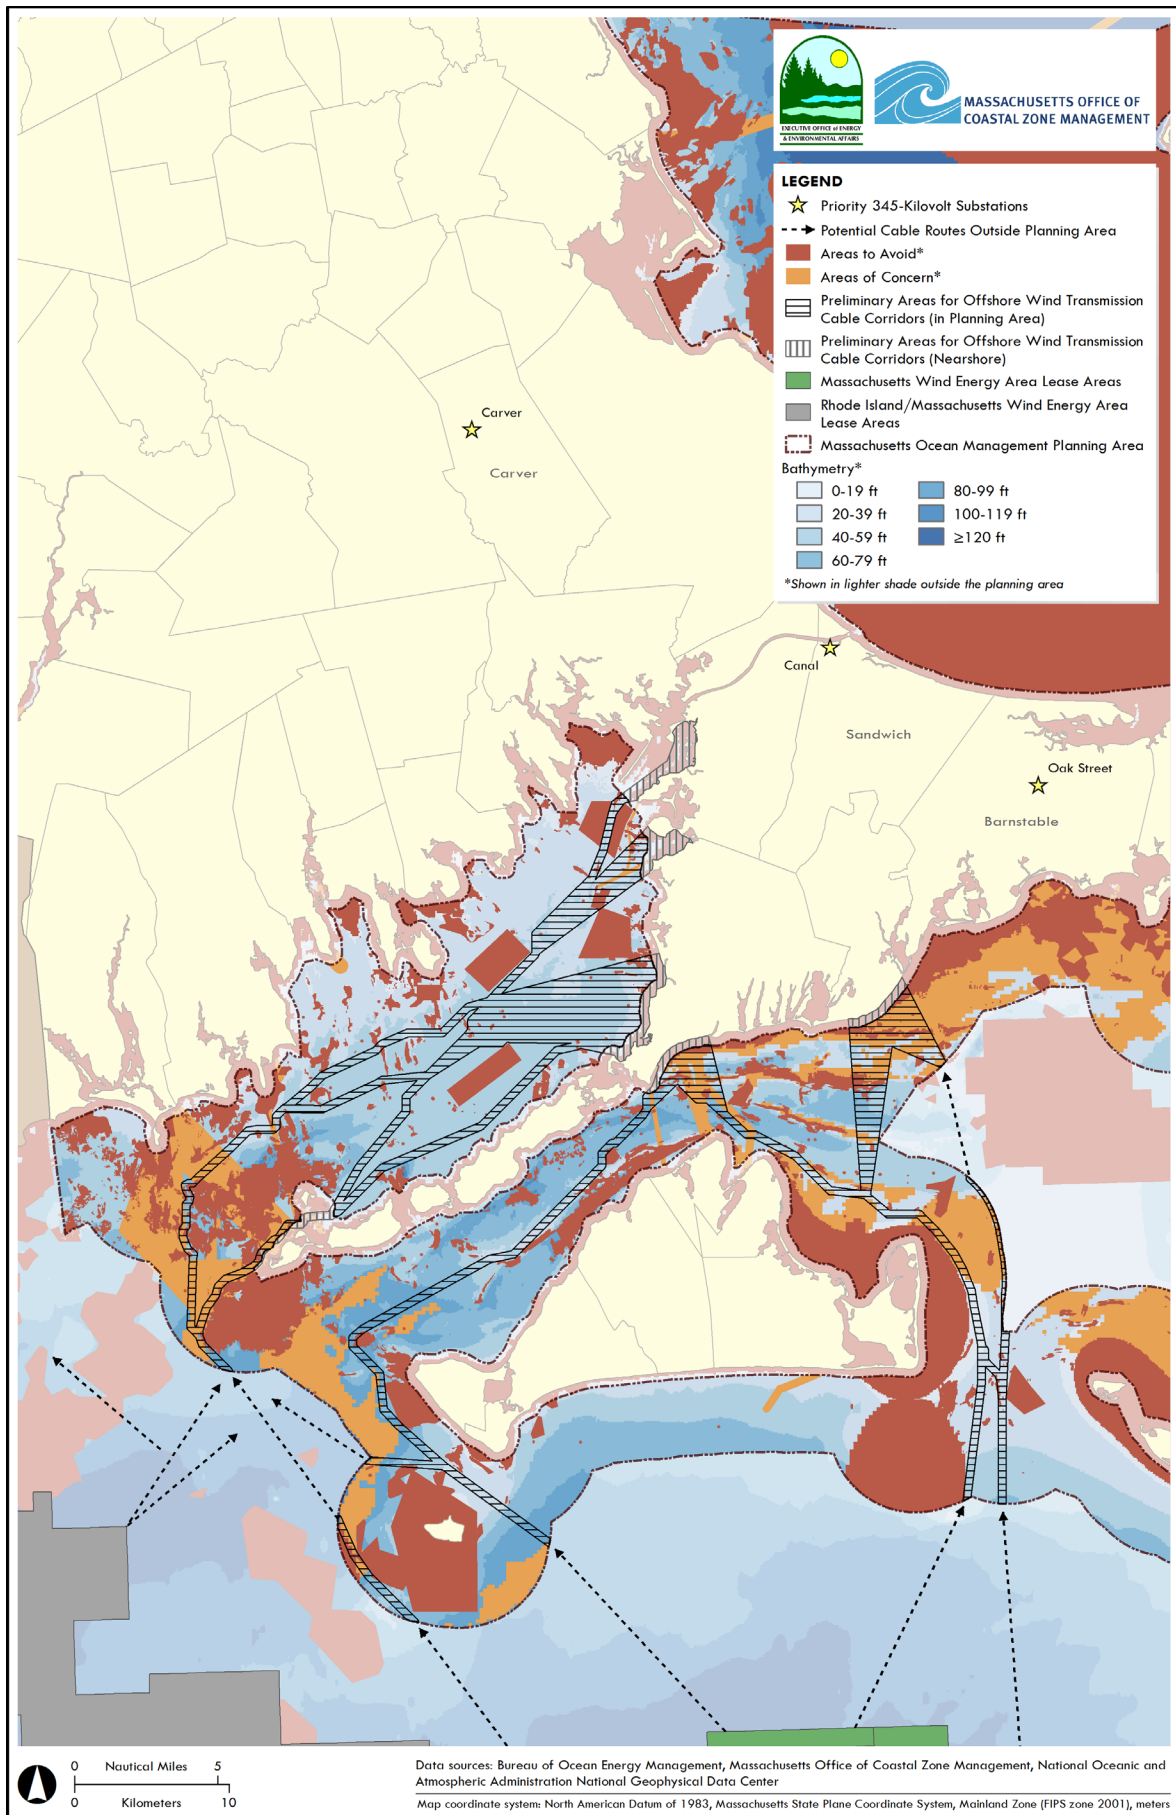 EXECUTIVE OFFICE of ENERGY
& ENVIRONMENTAL AFFAIRS
MASSACHUSETTS OFFICE OF
COASTAL ZONE MANAGEMENT
LEGEND
Priority 345-Kilovolt Substations
Potential Cable Routes Outside Planning Area
Areas to Avoid*
Areas of Concern*
Preliminary Areas for Offshore Wind Transmission
Cable Corridors (in Planning Area)
Preliminary Areas for Offshore Wind Transmission
Cable Corridors (Nearshore)
Massachusetts Wind Energy Area Lease Areas
Rhode Island/Massachusetts Wind Energy Area
Lease Areas
Massachusetts Ocean Management Planning Area
Bathymetry*
0-19 ft
20-39 ft
40-59 ft
60-79 ft
80-99 ft
100-119 ft
≥120 ft
*Shown in lighter shade outside the planning area
Carver
Carver
Canal
Sandwich
Oak Street
Barnstable
0 Nautical Miles 5
0 Kilometers 10
Data sources: Bureau of Ocean Energy Management, Massachusetts Office of Coastal Zone Management, National Oceanic and
Atmospheric Administration National Geophysical Data Center
Map coordinate system: North American Datum of 1983, Massachusetts State Plane Coordinate System, Mainland Zone (FIPS zone 2001), meters